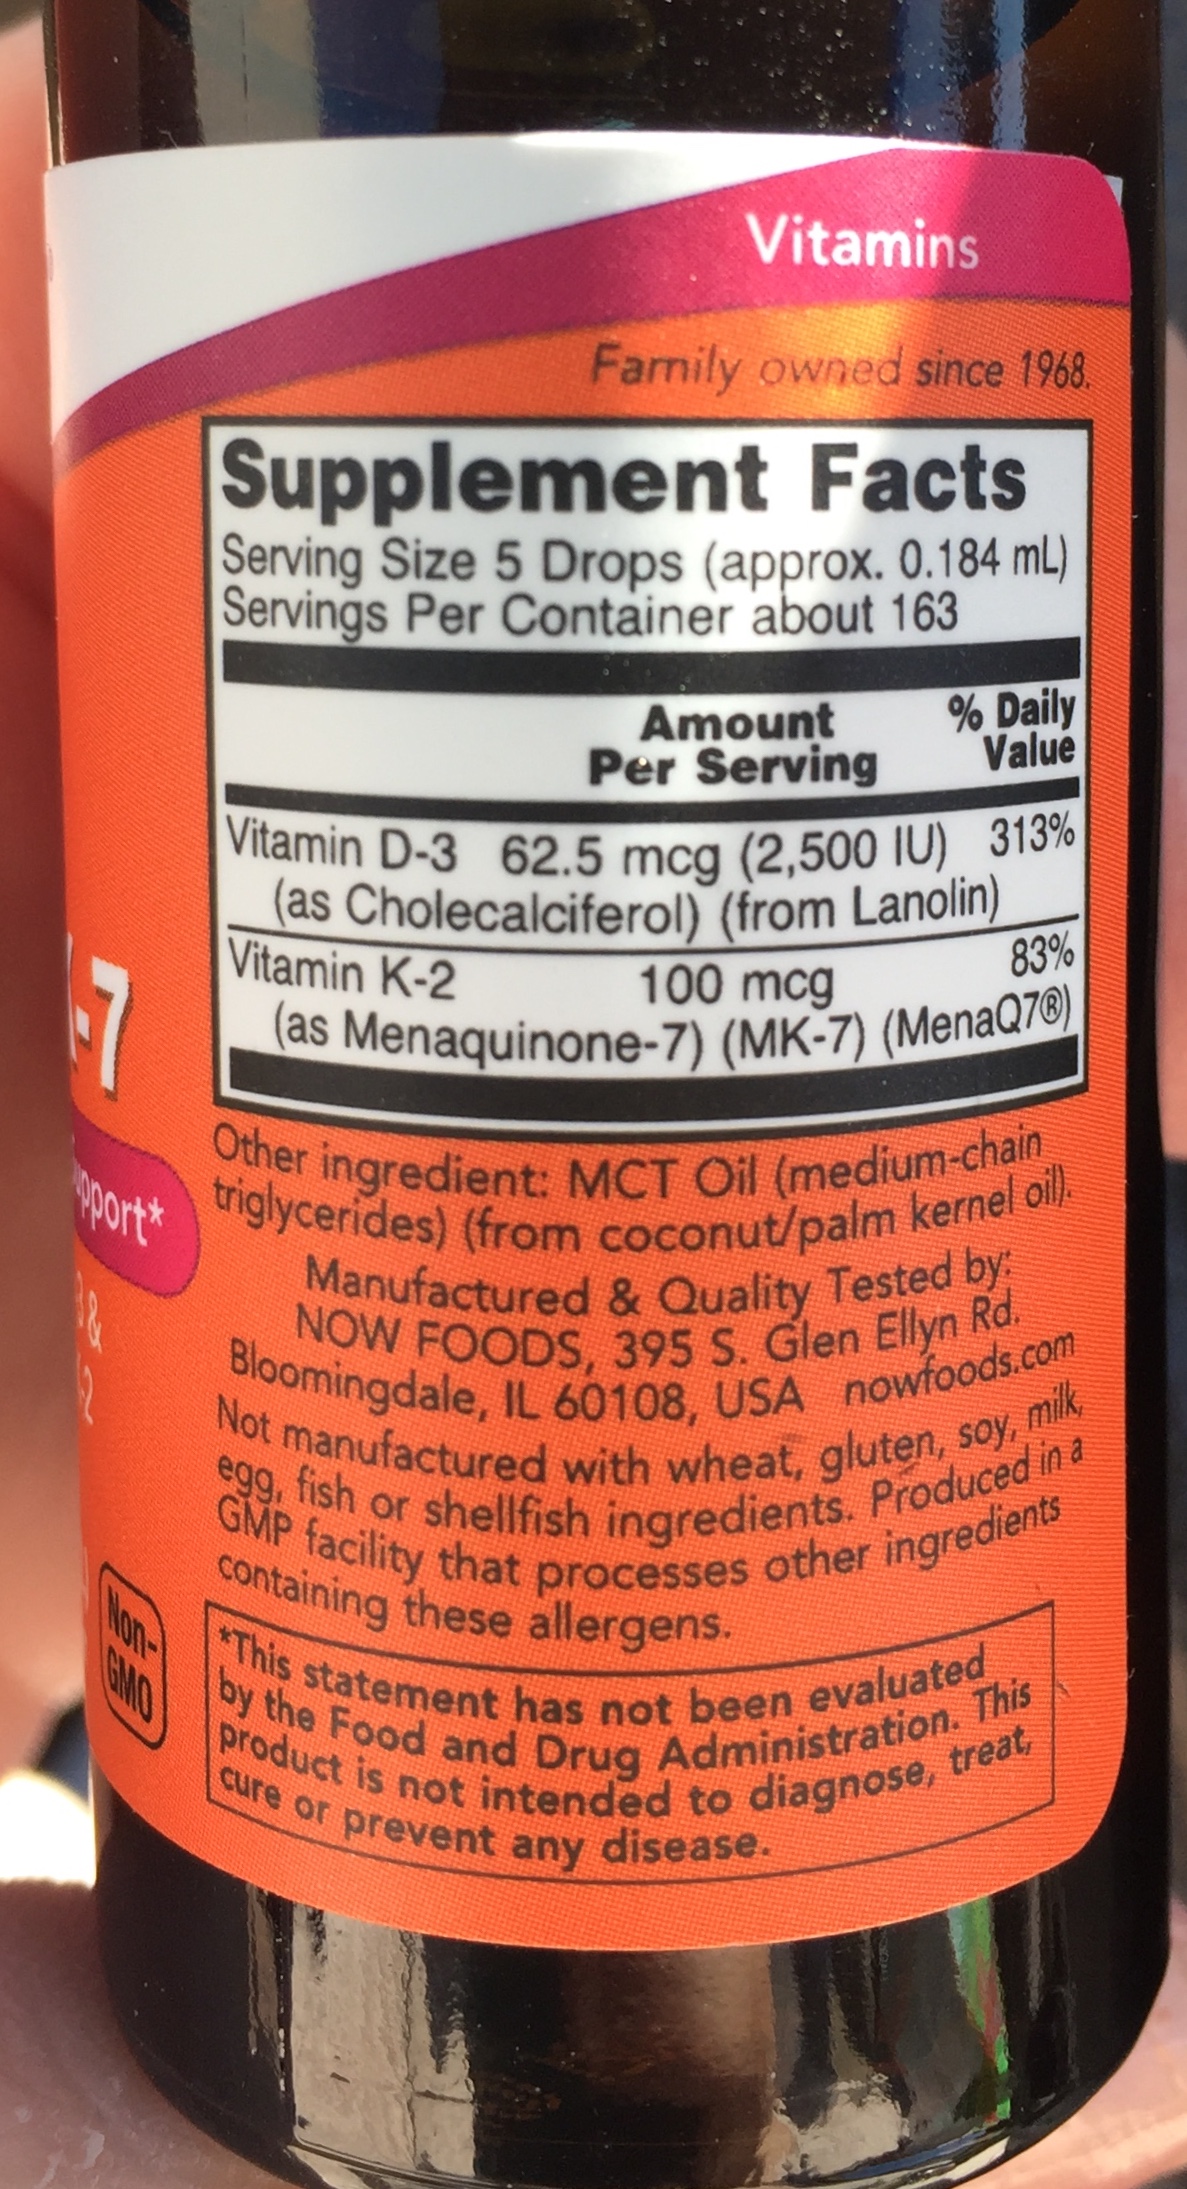 Vitamins
Family owned since 1968.
Supplement Facts
Serving Size 5 Drops (approx. 0.184 mL)
Servings Per Container about 163
Amount Per Serving
% Daily Value
Vitamin D-3 62.5 mcg (2,500 IU) 313%
(as Cholecalciferol) (from Lanolin)
Vitamin K-2 100 mcg 83%
(as Menaquinone-7) (MK-7) (MenaQ7®)
Other ingredient: MCT Oil (medium-chain
triglycerides) (from coconut/palm kernel oil).
Manufactured & Quality Tested by:
NOW FOODS, 395 S. Glen Ellyn Rd.
Bloomingdale, IL 60108, USA nowfoods.com
Not manufactured with wheat, gluten, soy, milk,
egg, fish or shellfish ingredients. Produced in a
GMP facility that processes other ingredients
containing these allergens.
*This statement has not been evaluated
by the Food and Drug Administration. This
product is not intended to diagnose, treat,
cure or prevent any disease.
-7
3 &
-2
Non-
GMO